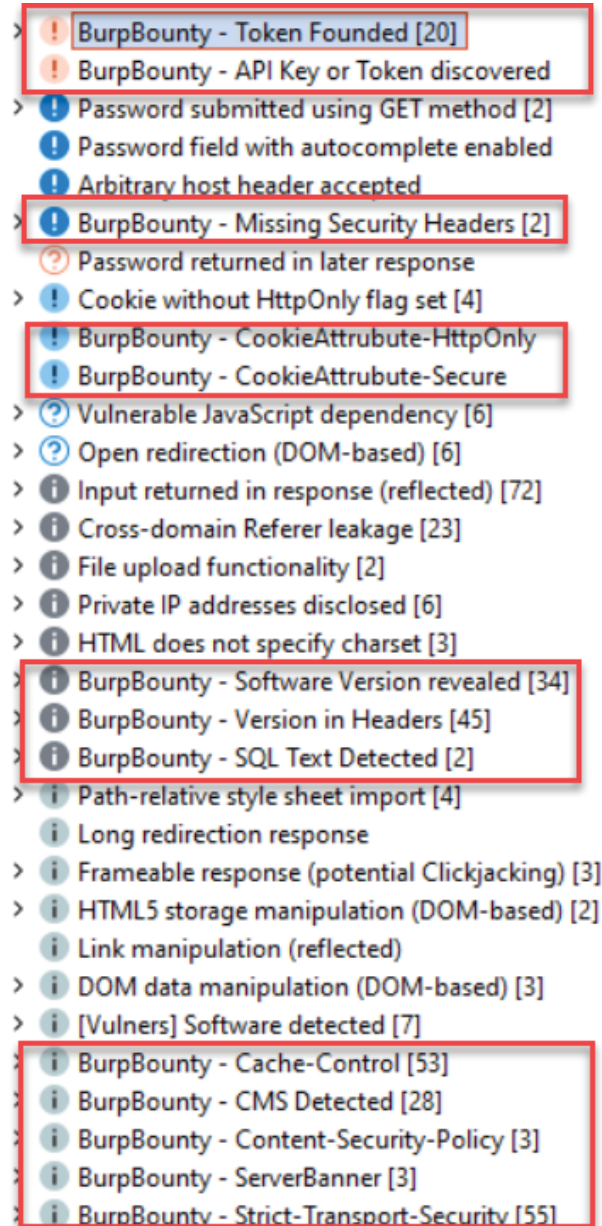 BurpBounty - Token Founded [20]
BurpBounty - API Key or Token discovered
Password submitted using GET method [2]
Password field with autocomplete enabled
Arbitrary host header accepted
BurpBounty - Missing Security Headers [2]
Password returned in later response
Cookie without HttpOnly flag set [4]
BurpBounty - CookieAttrubute-HttpOnly
BurpBounty - CookieAttrubute-Secure
Vulnerable JavaScript dependency [6]
Open redirection (DOM-based) [6]
Input returned in response (reflected) [72]
Cross-domain Referer leakage [23]
File upload functionality [2]
Private IP addresses disclosed [6]
HTML does not specify charset [3]
BurpBounty - Software Version revealed [34]
BurpBounty - Version in Headers [45]
BurpBounty - SQL Text Detected [2]
Path-relative style sheet import [4]
Long redirection response
Frameable response (potential Clickjacking) [3]
HTML5 storage manipulation (DOM-based) [2]
Link manipulation (reflected)
DOM data manipulation (DOM-based) [3]
[Vulners] Software detected [7]
BurpBounty - Cache-Control [53]
BurpBounty - CMS Detected [28]
BurpBounty - Content-Security-Policy [3]
BurpBounty - ServerBanner [3]
BurpBounty - Strict-Transport-Security [55]